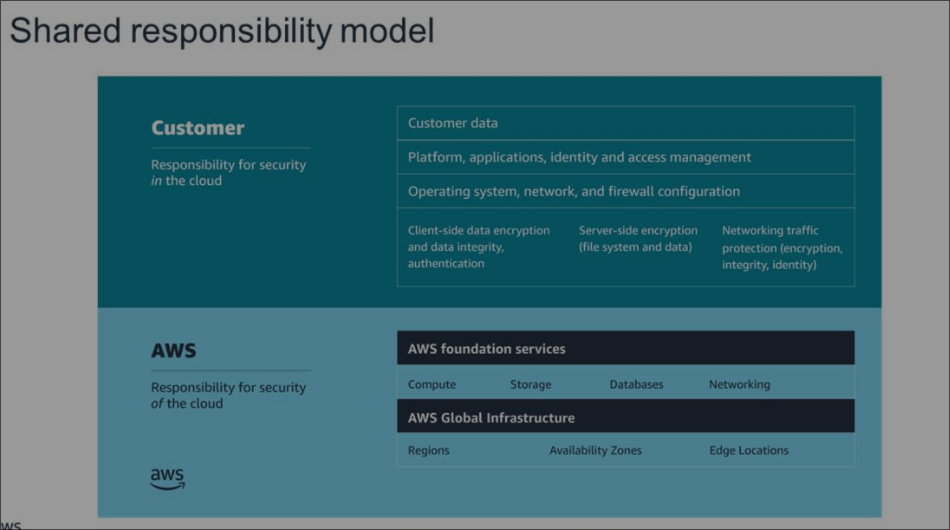 Shared responsibility model
Customer
Responsibility for security
in the cloud
Customer data
Platform, applications, identity and access management
Operating system, network, and firewall configuration
Client-side data encryption
and data integrity,
authentication
Server-side encryption
(file system and data)
Networking traffic
protection (encryption,
integrity, identity)
AWS
Responsibility for security
of the cloud
aws
AWS foundation services
Compute Storage Databases Networking
AWS Global Infrastructure
Regions Availability Zones Edge Locations
ws